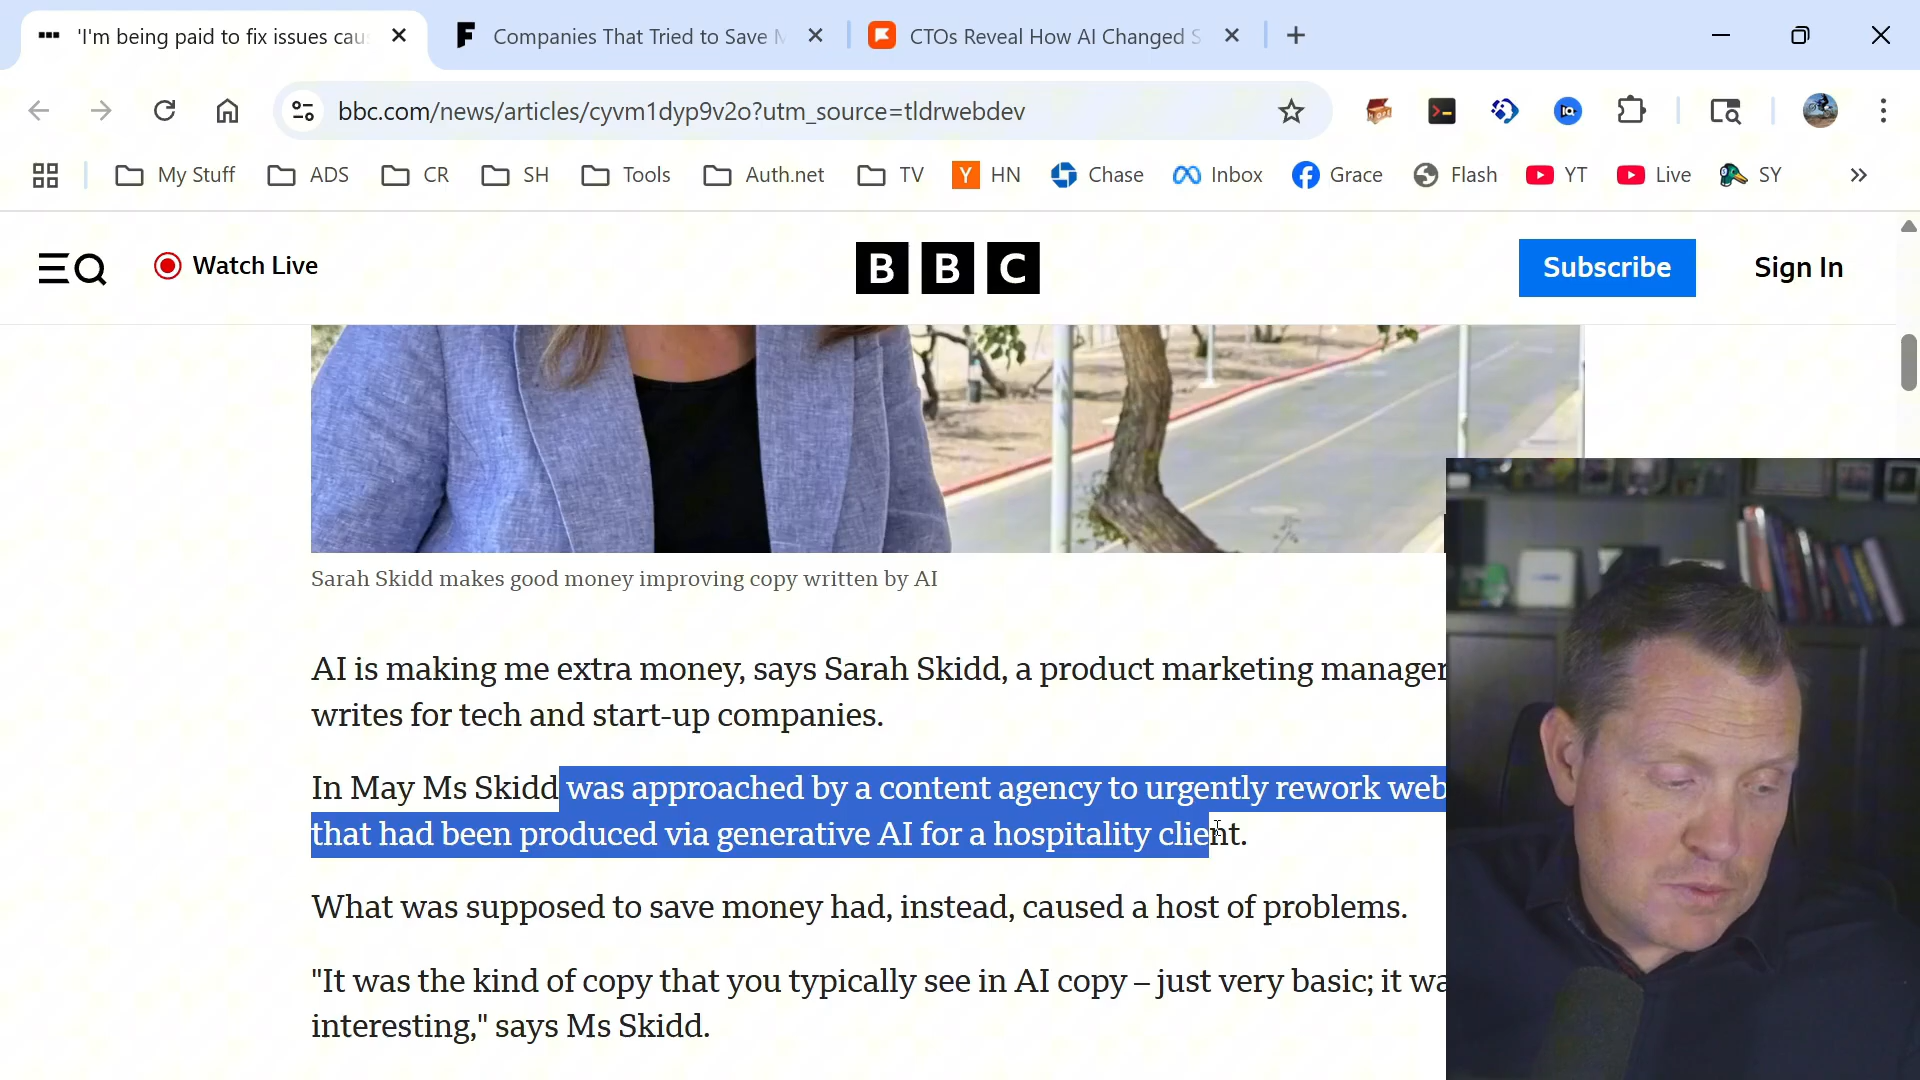 'I'm being paid to fix issues cau
Companies That Tried to Save M
CTOs Reveal How AI Changed S
bbc.com/news/articles/cyvm1dyp9v2o?utm_source=tldrwebdev
My Stuff
ADS
CR
SH
Tools
Auth.net
TV
HN
Chase
Inbox
Grace
Flash
YT
Live
SY
Watch Live
BBC
Subscribe
Sign In
Sarah Skidd makes good money improving copy written by AI
AI is making me extra money, says Sarah Skidd, a product marketing manager
writes for tech and start-up companies.
In May Ms Skidd was approached by a content agency to urgently rework web
that had been produced via generative AI for a hospitality client.
What was supposed to save money had, instead, caused a host of problems.
"It was the kind of copy that you typically see in AI copy – just very basic; it wa
interesting," says Ms Skidd.